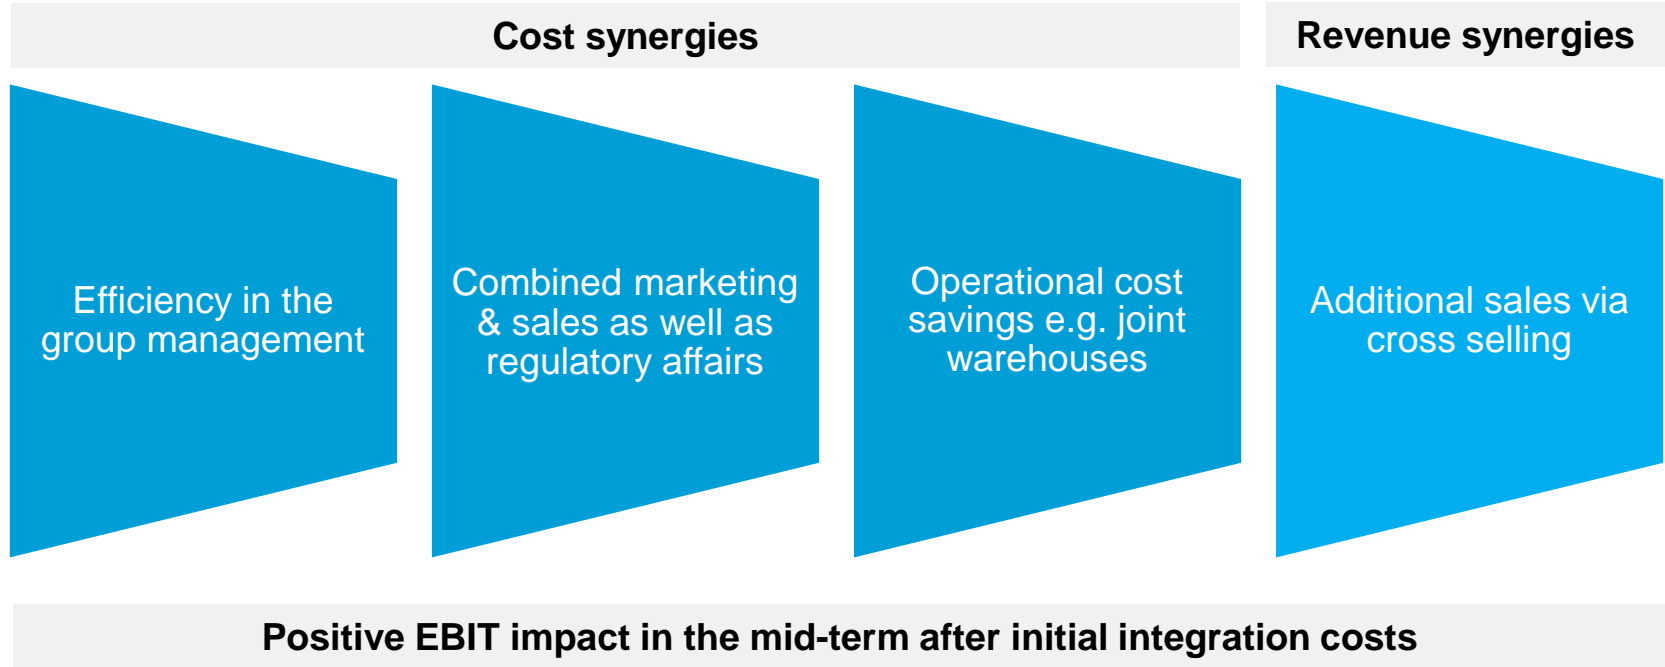 Cost synergies
Revenue synergies
Efficiency in the
group management
Combined marketing
& sales as well as
regulatory affairs
Operational cost
savings e.g. joint
warehouses
Additional sales via
cross selling
Positive EBIT impact in the mid-term after initial integration costs